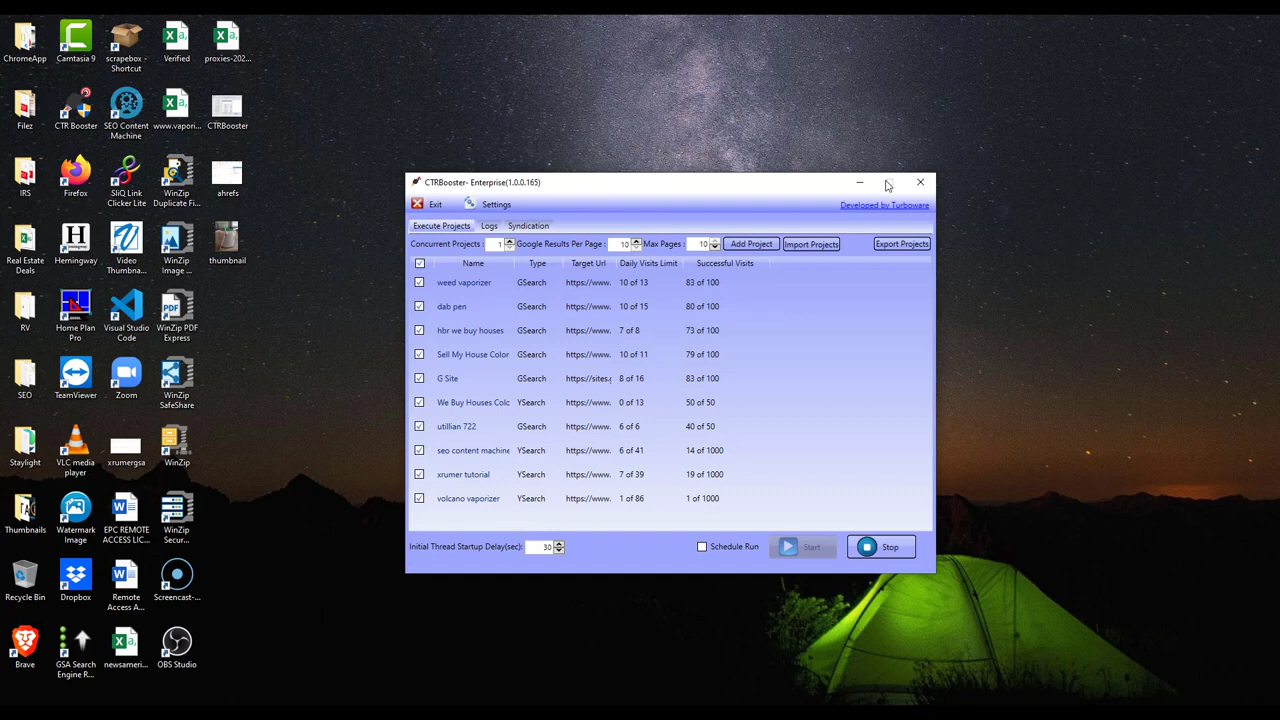 ChromeApp
Camtasia 9
scrapebox - Shortcut
Verified
proxies-202...
Filez
CTR Booster
SEO Content Machine
www.vapori...
CTRBooster
IRS
Firefox
SliQ Link Clicker Lite
WinZip Duplicate Fi...
ahrefs
Real Estate Deals
Hemingway
Video Thumbna...
WinZip Image ...
thumbnail
RV
Home Plan Pro
Visual Studio Code
WinZip PDF Express
SEO
TeamViewer
Zoom
WinZip SafeShare
Staylight
VLC media player
xrumergsa
WinZip
Thumbnails
Watermark Image
EPC REMOTE ACCESS LIC...
WinZip Secur...
Recycle Bin
Dropbox
Remote Access A...
Screencast-...
Brave
GSA Search Engine R...
newsameri...
OBS Studio
CTRBooster- Enterprise(1.0.0.165)
Exit Settings Developed by Turboware
Execute Projects Logs Syndication
Concurrent Projects : 1 Google Results Per Page : 10 Max Pages : 10 Add Project Import Projects Export Projects
Name Type Target Url Daily Visits Limit Successful Visits
weed vaporizer GSearch https://www. 10 of 13 83 of 100
dab pen GSearch https://www. 10 of 15 80 of 100
hbr we buy houses GSearch https://www. 7 of 8 73 of 100
Sell My House Color GSearch https://www. 10 of 11 79 of 100
G Site GSearch https://sites.g 8 of 16 83 of 100
We Buy Houses Colo YSearch https://www. 0 of 13 50 of 50
utillian 722 GSearch https://www. 6 of 6 40 of 50
seo content machine YSearch https://www. 6 of 41 14 of 1000
xrumer tutorial YSearch https://www. 7 of 39 19 of 1000
volcano vaporizer YSearch https://www. 1 of 86 1 of 1000
Initial Thread Startup Delay(sec): 30 Schedule Run Start Stop